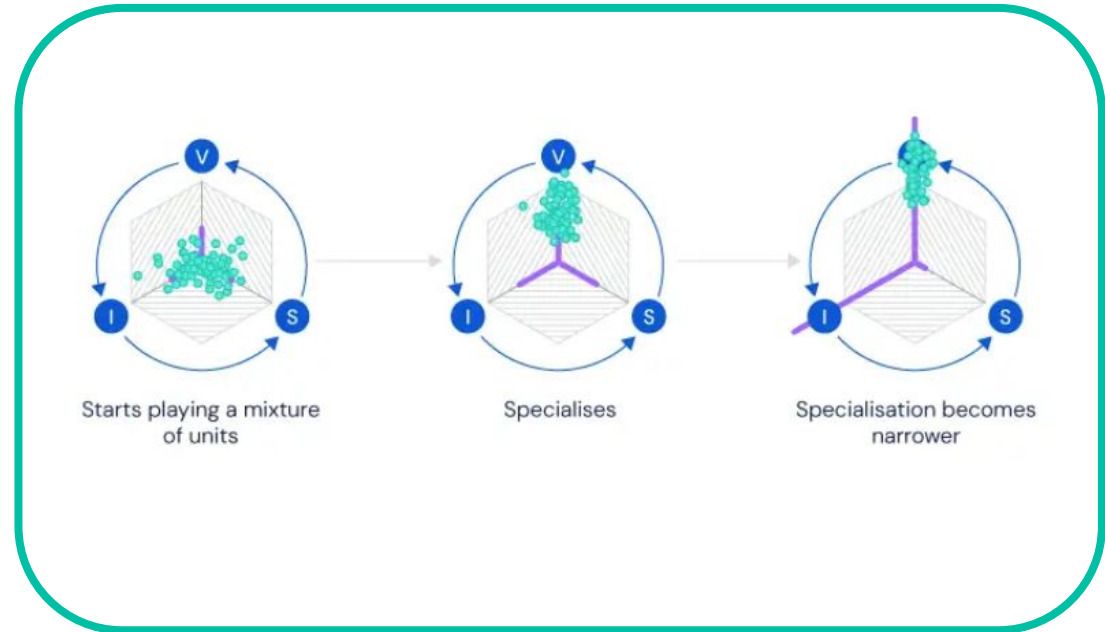 V
I
S
Starts playing a mixture
of units
V
I
S
Specialises
I
S
Specialisation becomes
narrower